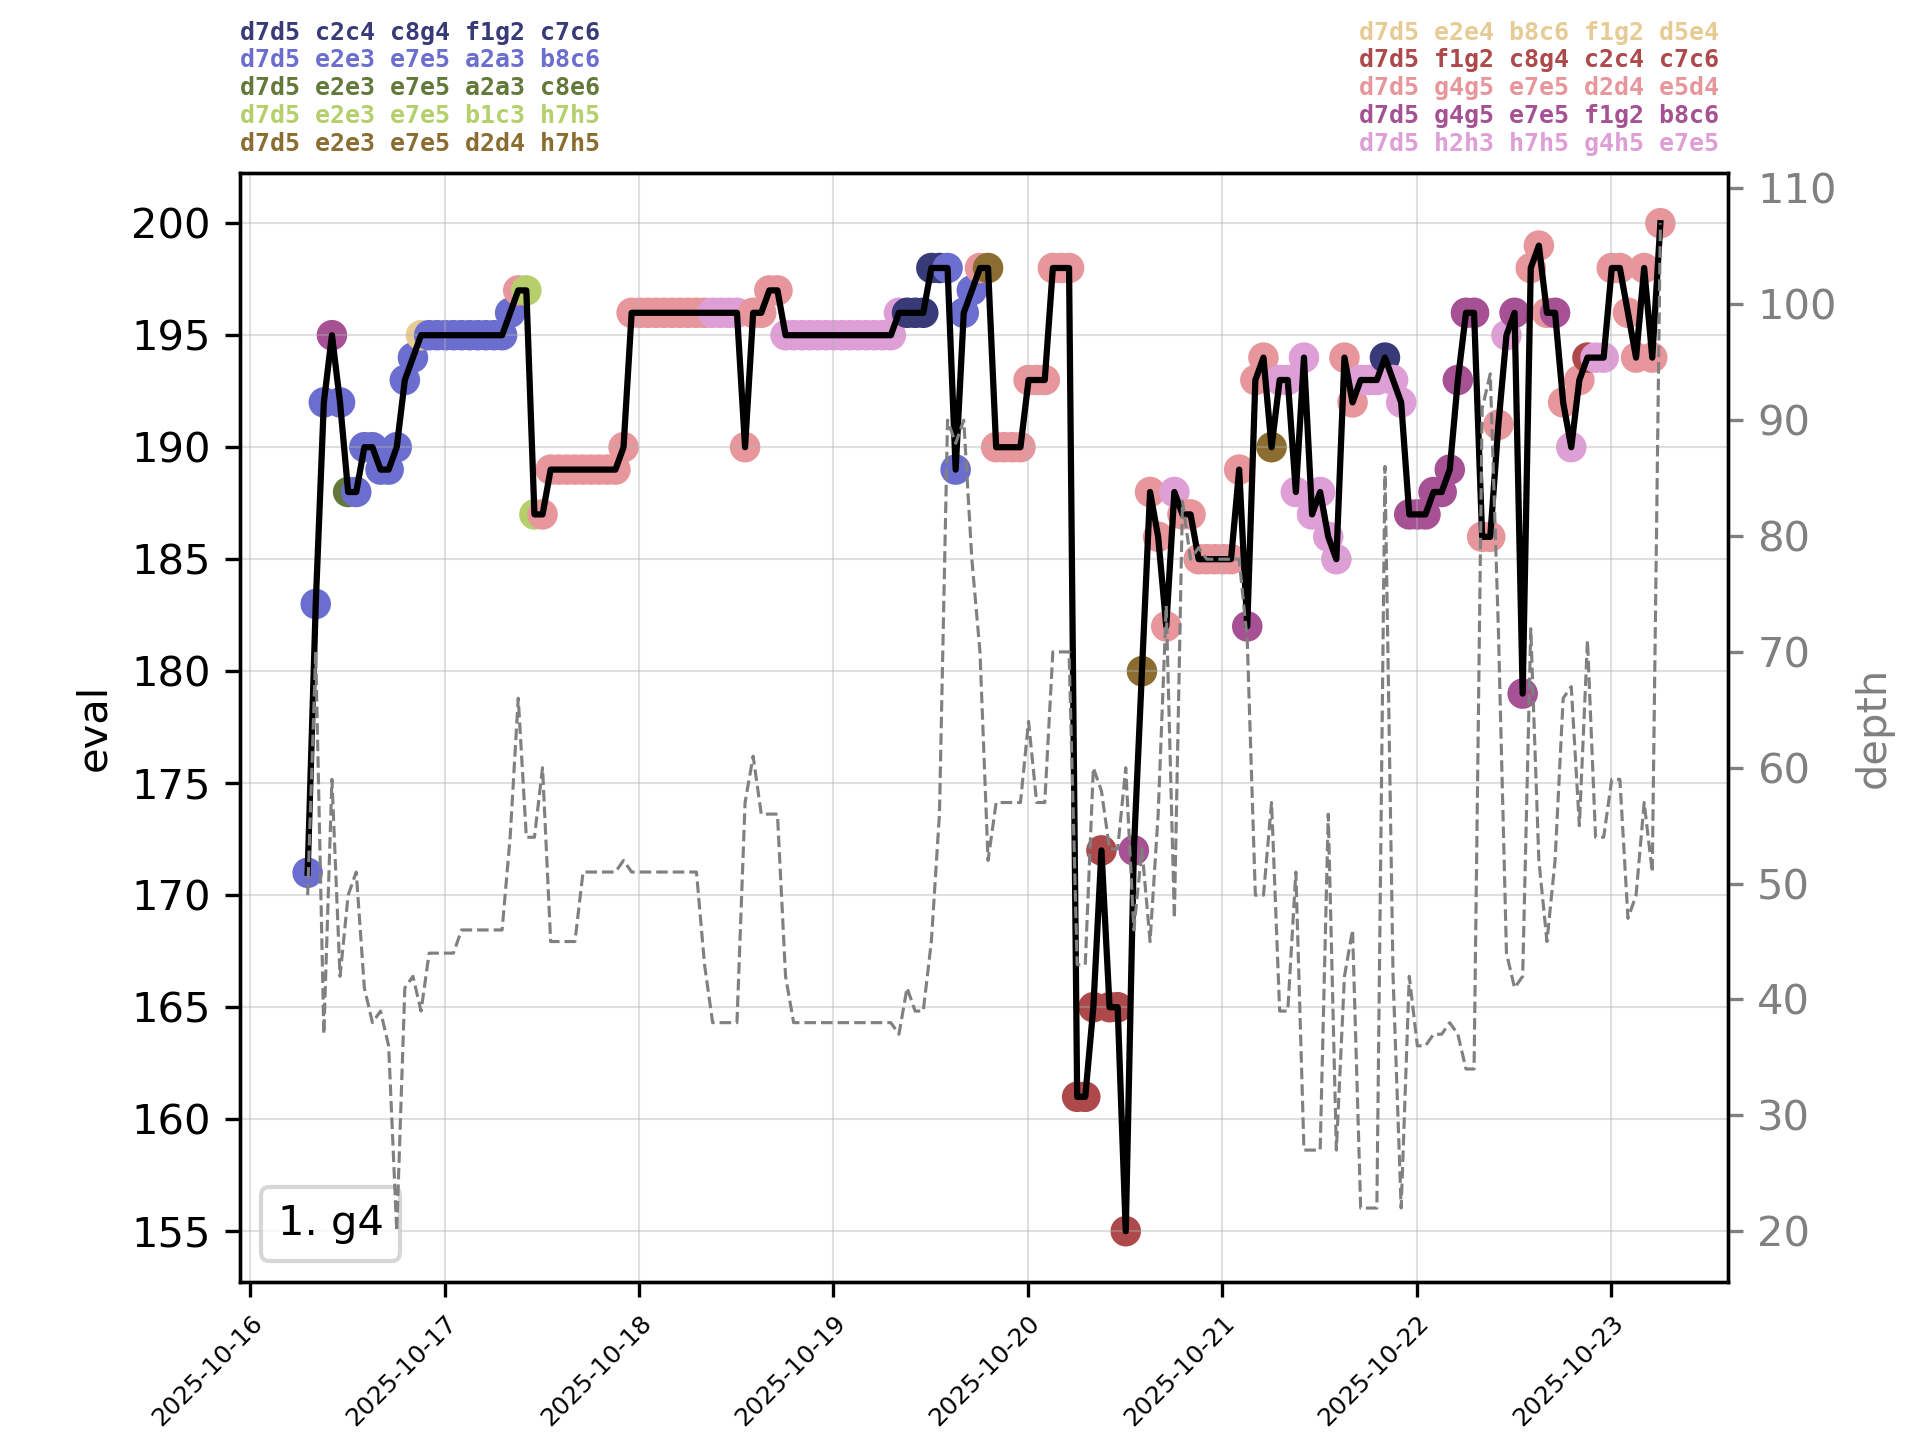 d7d5 c2c4 c8g4 f1g2 c7c6
d7d5 e2e3 e7e5 a2a3 b8c6
d7d5 e2e3 e7e5 a2a3 c8e6
d7d5 e2e3 e7e5 b1c3 h7h5
d7d5 e2e3 e7e5 d2d4 h7h5
d7d5 e2e4 b8c6 f1g2 d5e4
d7d5 f1g2 c8g4 c2c4 c7c6
d7d5 g4g5 e7e5 d2d4 e5d4
d7d5 g4g5 e7e5 f1g2 b8c6
d7d5 h2h3 h7h5 g4h5 e7e5
eval
200
195
190
185
180
175
170
165
160
155
1. g4
110
100
90
80
70
60
50
40
30
20
depth
2025-10-16
2025-10-17
2025-10-18
2025-10-19
2025-10-20
2025-10-21
2025-10-22
2025-10-23